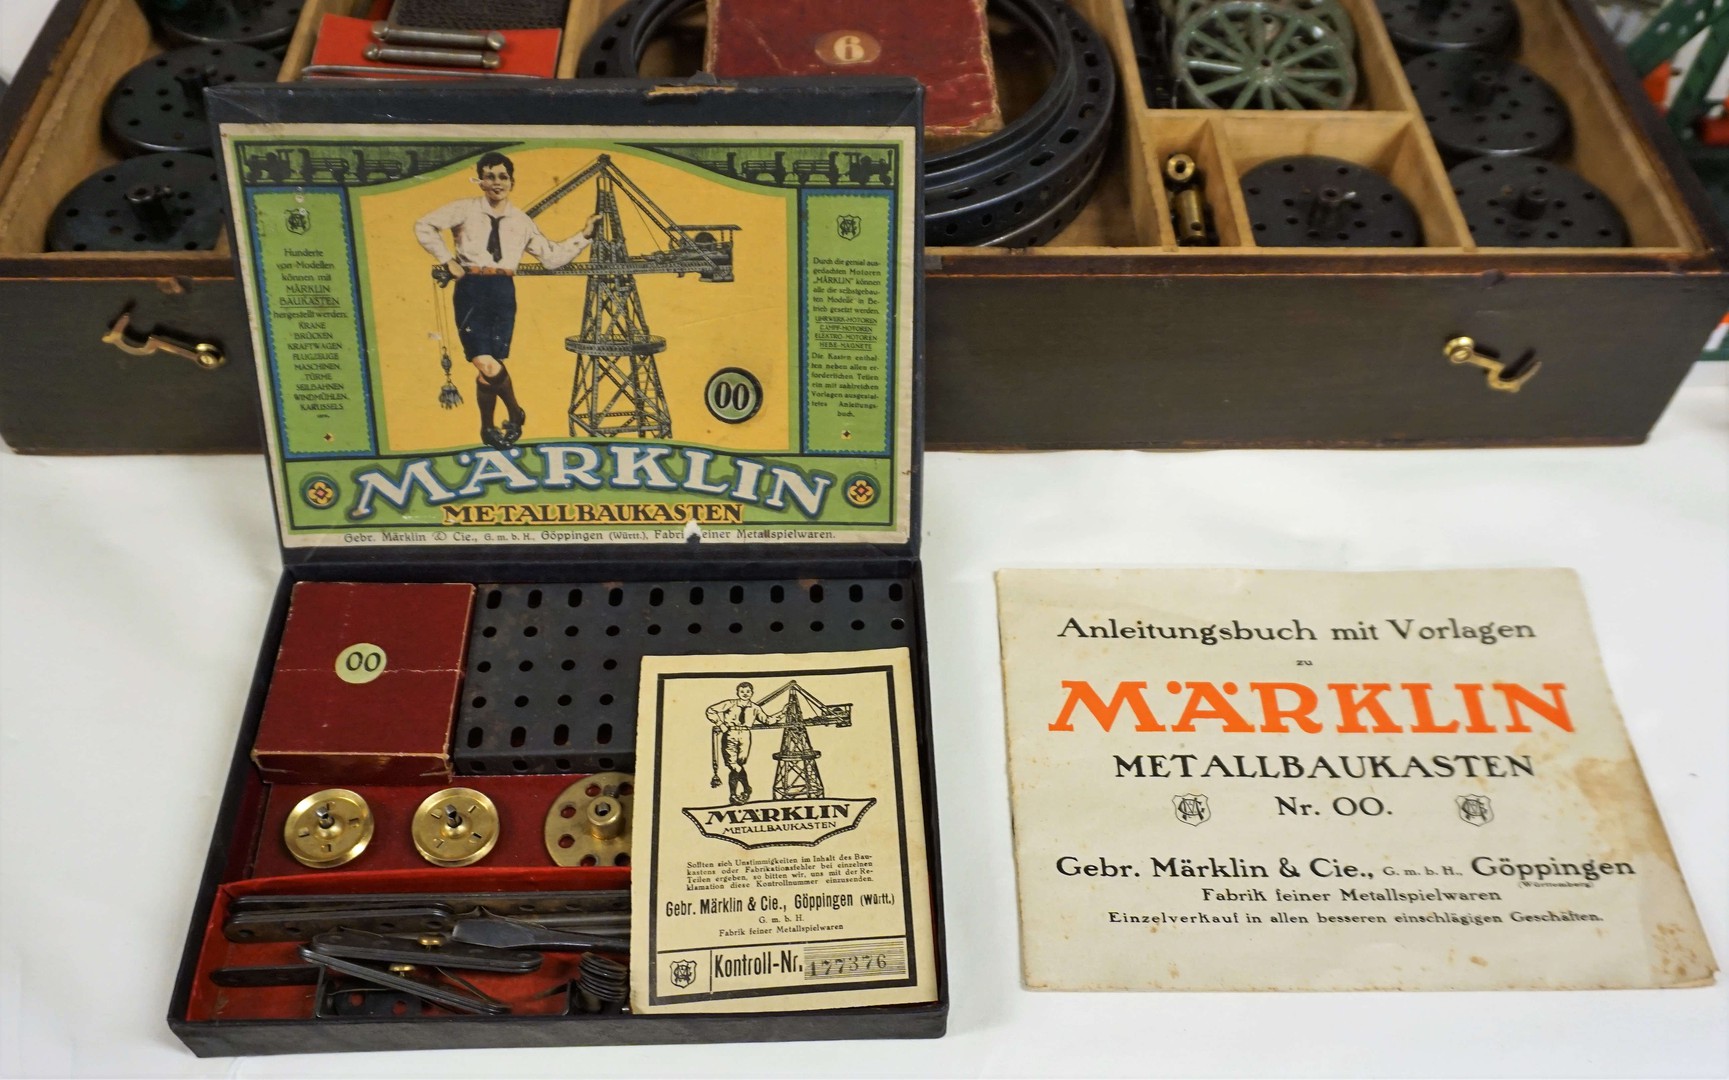 6
Hunderte
von Modellen
können mit
MÄRKLIN
BAUKASTEN
hergestellt werden:
KRANE
BRÜCKEN
KRAFTWAGEN
FLUGZEUGE
MASCHINEN
TÜRME
SEILBAHNEN
WINDMÜHLEN
KARUSSELS
usw.
Durch die genial aus-
gedachten Motoren
„MÄRKLIN" können
alle die selbstgebau-
ten Modelle in Be-
trieb gesetzt werden.
UHRWERK-MOTOREN
DAMPF-MOTOREN
ELEKTRO-MOTOREN
HEBE-MAGNETE
Die Kasten enthal-
ten neben allen er-
forderlichen Teilen
ein mit zahlreichen
Vorlagen ausgestat-
tetes Anleitungs-
buch.
00
MÄRKLIN
METALLBAUKASTEN
Gebr. Märklin & Cie., G. m. b. H., Göppingen (Württ.), Fabri einer Metallspielwaren.
00
MÄRKLIN
METALLBAUKASTEN
Sollten sich Unstimmigkeiten im Inhalt des Bau-
kastens oder Fabrikationsfehler bei einzelnen
Teilen ergeben, so bitten wir, uns mit der Re-
klamation diese Kontrollnummer einzusenden.
Gebr. Märklin & Cie., Göppingen (Württ.)
G. m. b. H.
Fabrik feiner Metallspielwaren
Kontroll-Nr. 177376
Anleitungsbuch mit Vorlagen
zu
MÄRKLIN
METALLBAUKASTEN
Nr. 00.
Gebr. Märklin & Cie., G. m. b. H., Göppingen
(Württemberg)
Fabrik feiner Metallspielwaren
Einzelverkauf in allen besseren einschlägigen Geschäften.